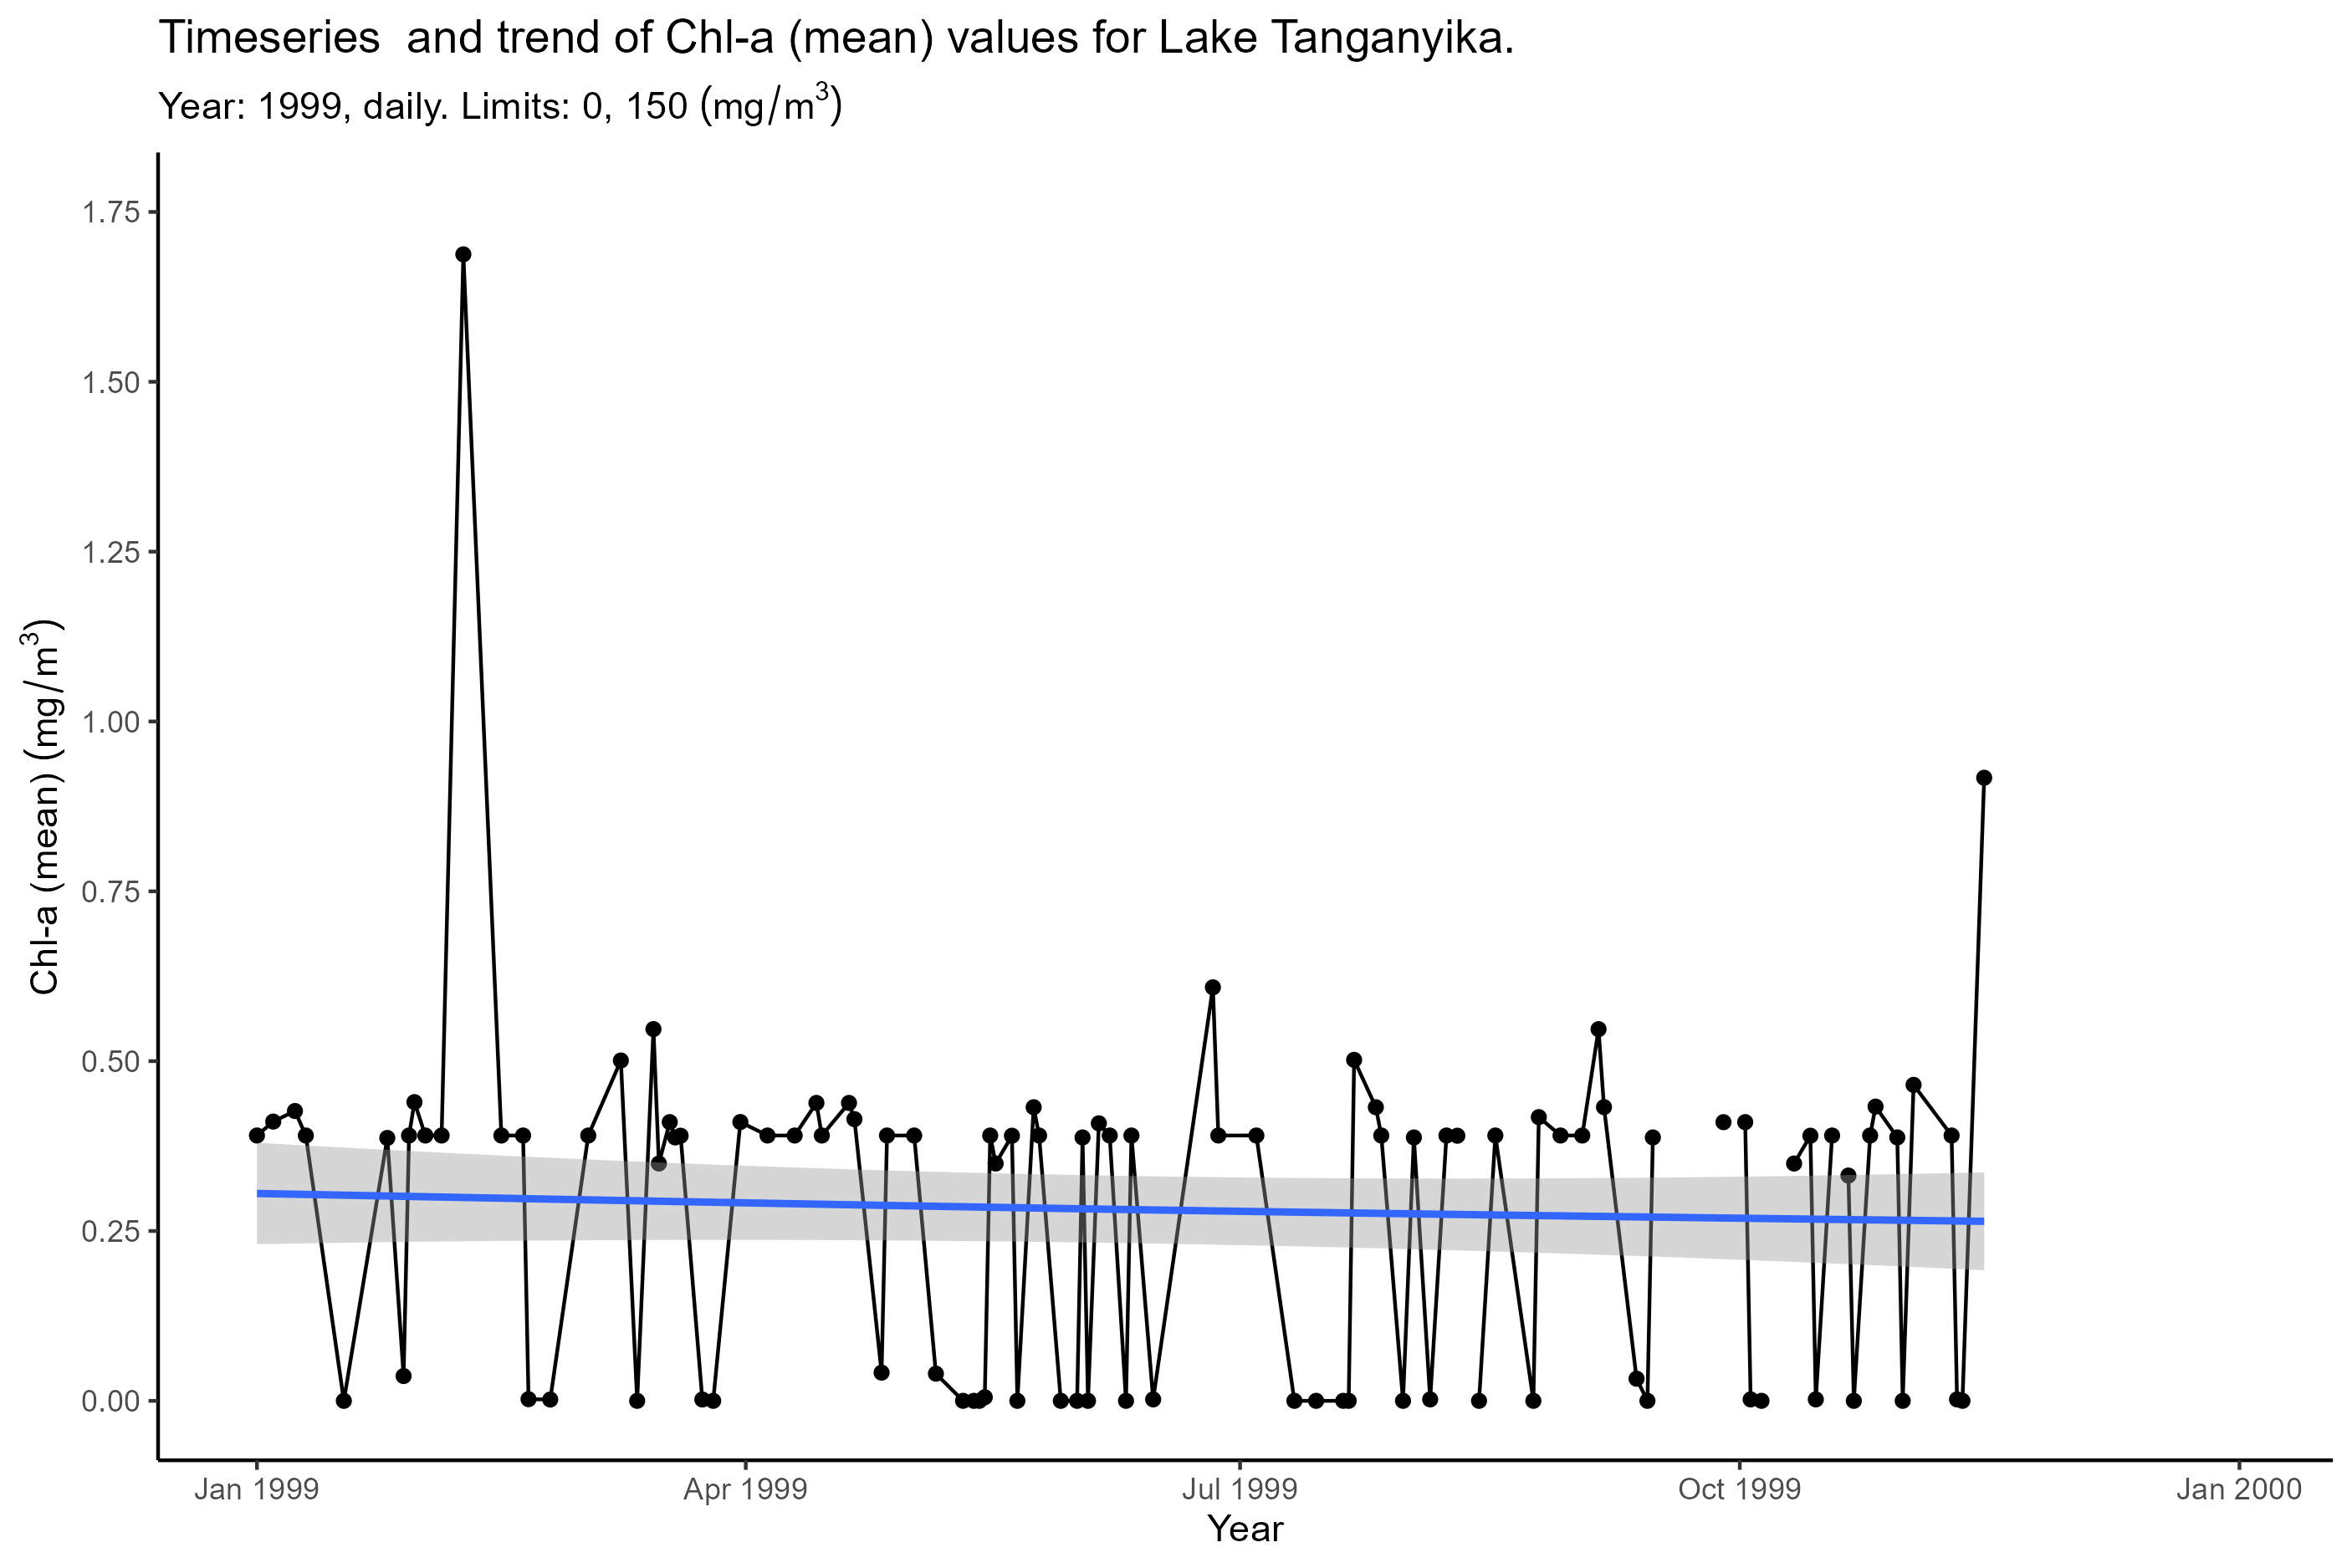 Timeseries  and trend of Chl-a (mean) values for Lake Tanganyika.
Year: 1999, daily. Limits: 0, 150 (mg/m³)
Chl-a (mean) (mg/m³)
1.75
1.50
1.25
1.00
0.75
0.50
0.25
0.00
Jan 1999 Apr 1999 Jul 1999 Oct 1999 Jan 2000
Year